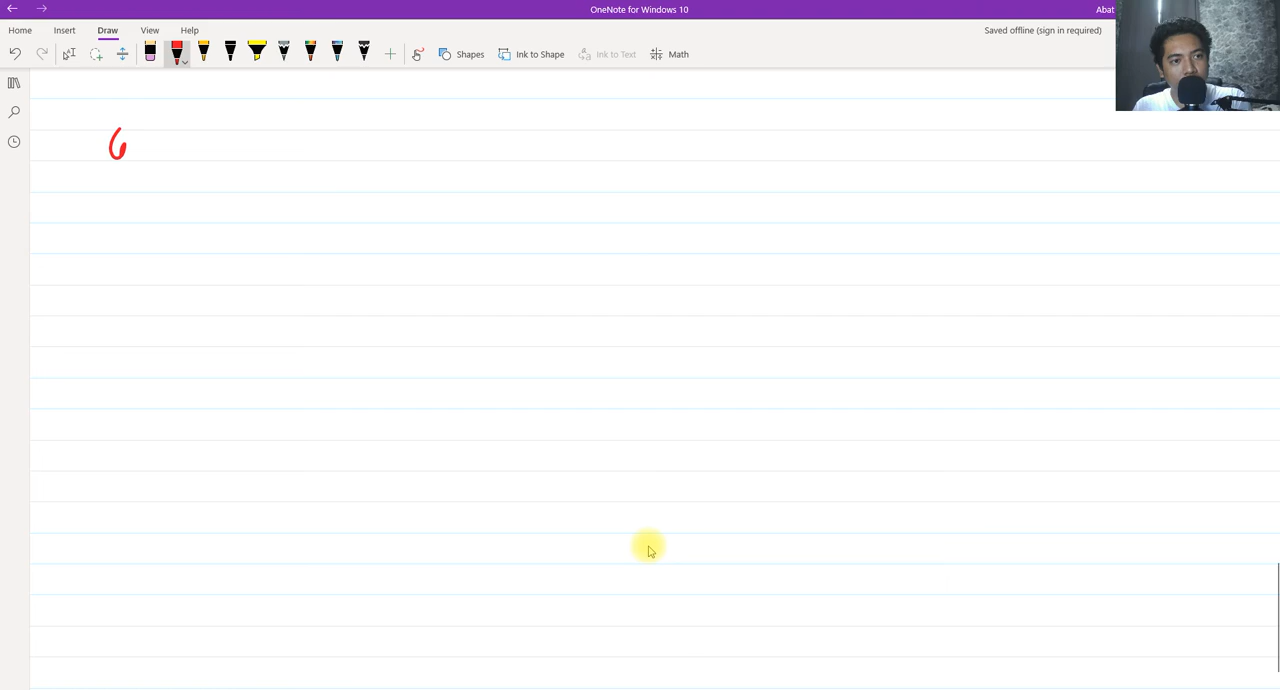 OneNote for Windows 10
Abat
Home Insert Draw View Help
Saved offline (sign in required)
Shapes Ink to Shape Ink to Text Math
6